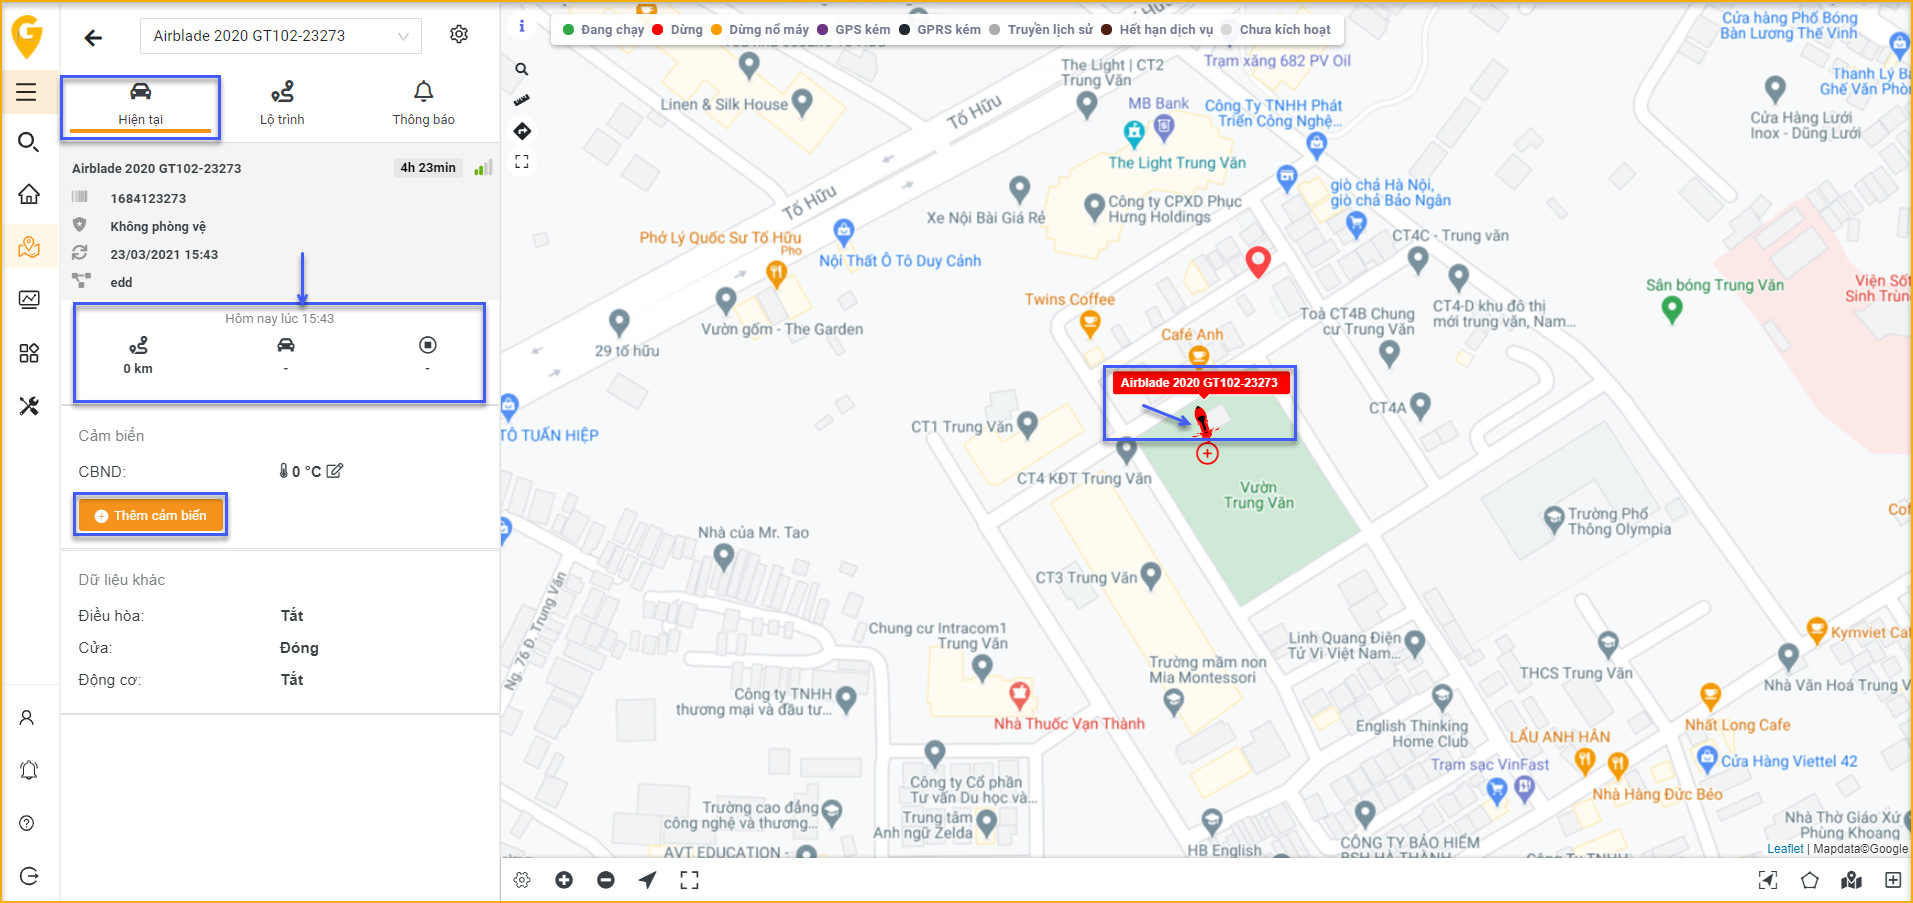 Airblade 2020 GT102-23273
Hiện tại
Lộ trình
Thông báo
Airblade 2020 GT102-23273
4h 23min
1684123273
Không phòng vệ
23/03/2021 15:43
edd
Hôm nay lúc 15:43
0 km
-
-
Cảm biến
CBND:
0 °C
Thêm cảm biến
Dữ liệu khác
Điều hòa:
Tắt
Cửa:
Đóng
Động cơ:
Tắt
Đang chạy
Dừng
Dừng nổ máy
GPS kém
GPRS kém
Truyền lịch sử
Hết hạn dịch vụ
Chưa kích hoạt
Cửa hàng Phố Bóng
Bàn Lương Thế Vinh
Trạm xăng 682 PV Oil
The Light | CT2
Trung Văn
Thanh Lý B
Ghế Văn Phò
Linen & Silk House
Tố Hữu
MB Bank
Công Ty TNHH Phát
Triển Công Nghệ...
Cửa Hàng Lưới
Inox - Dũng Lưới
The Light Trung Văn
giò chả Hà Nội,
giò chả Bảo Ngân
Tố Hữu
Xe Nội Bài Giá Rẻ
Công ty CPXD Phục
Hưng Holdings
Phở Lý Quốc Sư Tố Hữu
Pho
Nội Thất Ô Tô Duy Cảnh
CT4C - Trung văn
Sân bóng Trung Văn
Viện Sốt
Sinh Trùn
Twins Coffee
Vườn gốm - The Garden
29 tố hữu
Café Anh
Toà CT4B Chung
cư Trung Văn
CT4-D khu đô thị
mới trung văn, Nam...
Airblade 2020 GT102-23273
CT4A
TÔ TUẤN HIỆP
CT1 Trung Văn
CT4 KĐT Trung Văn
Vườn
Trung Văn
Trường Phổ
Thông Olympia
Cof
Nhà của Mr. Tao
CT3 Trung Văn
Ng. 76 Đ. Trung Văn
Chung cư Intracom1
Trung Văn
Linh Quang Điện
Tử Vi Việt Nam...
Kymviet Caf
Trường mầm non
Mia Montessori
THCS Trung Văn
Nhà Văn Hoá Trung V
Công ty TNHH
thương mại và đầu tư...
Nhà Thuốc Vạn Thành
English Thinking
Home Club
Nhất Long Cafe
LẨU ANH HÂN
Trạm sạc VinFast
Cửa Hàng Viettel 42
Công ty Cổ phần
Tư vấn Du học và...
Nhà Hàng Đức Béo
Trường cao đẳng
công nghệ và thương...
Trung tâm
Anh ngữ Zelda
Nhà Thờ Giáo Xứ
Phùng Khoang
CÔNG TY BẢO HIỂM
BSH HÀ THÀNH
AVT EDUCATION -
HB English
Công Ty TNHH
Leaflet | Mapdata©Google